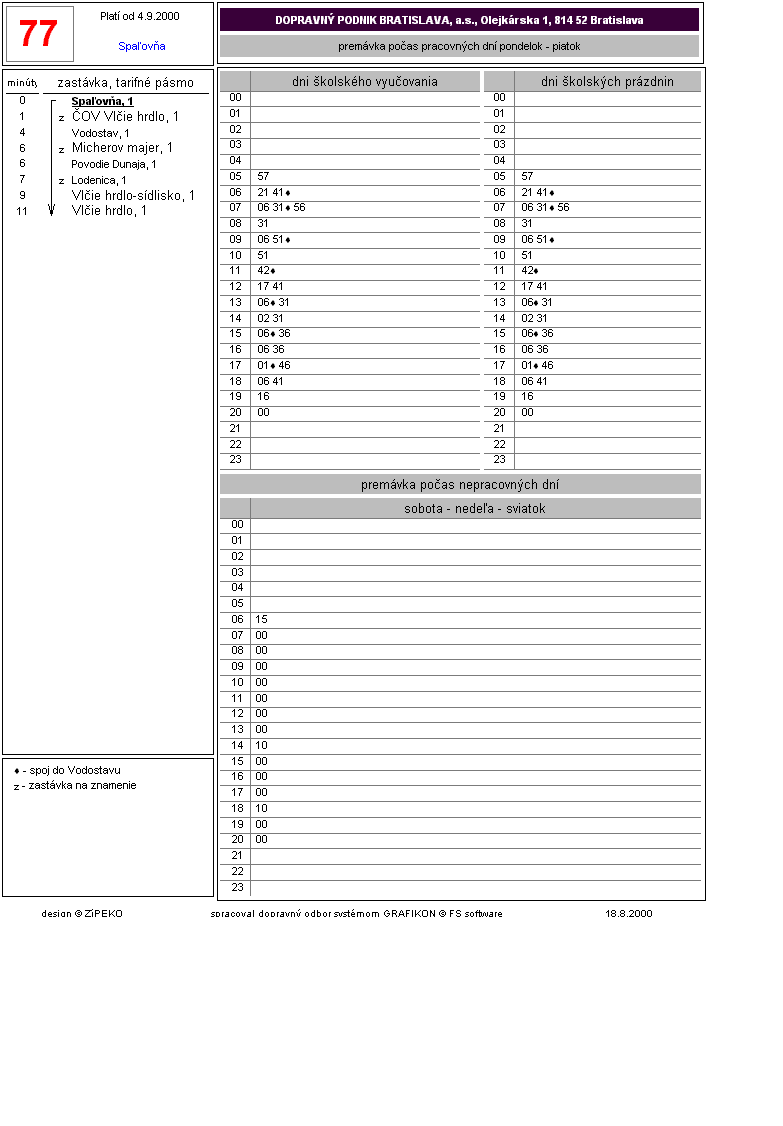 77
Platí od 4.9.2000
Spaľovňa
DOPRAVNÝ PODNIK BRATISLAVA, a.s., Olejkárska 1, 814 52 Bratislava
premávka počas pracovných dní pondelok - piatok
minúty zastávka, tarifné pásmo
0 Spaľovňa, 1
1 z ČOV Vlčie hrdlo, 1
4 Vodostav, 1
6 z Micherov majer, 1
6 Povodie Dunaja, 1
7 z Lodenica, 1
9 Vlčie hrdlo-sídlisko, 1
11 Vlčie hrdlo, 1
dni školského vyučovania dni školských prázdnin
00 00
01 01
02 02
03 03
04 04
05 57 05 57
06 21 41♦ 06 21 41♦
07 06 31♦ 56 07 06 31♦ 56
08 31 08 31
09 06 51♦ 09 06 51♦
10 51 10 51
11 42♦ 11 42♦
12 17 41 12 17 41
13 06♦ 31 13 06♦ 31
14 02 31 14 02 31
15 06♦ 36 15 06♦ 36
16 06 36 16 06 36
17 01♦ 46 17 01♦ 46
18 06 41 18 06 41
19 16 19 16
20 00 20 00
21 21
22 22
23 23
premávka počas nepracovných dní
sobota - nedeľa - sviatok
00
01
02
03
04
05
06 15
07 00
08 00
09 00
10 00
11 00
12 00
13 00
14 10
15 00
16 00
17 00
18 10
19 00
20 00
21
22
23
♦ - spoj do Vodostavu
z - zastávka na znamenie
design © ZiPEKO spracoval dopravný odbor systémom GRAFIKON © FS software 18.8.2000